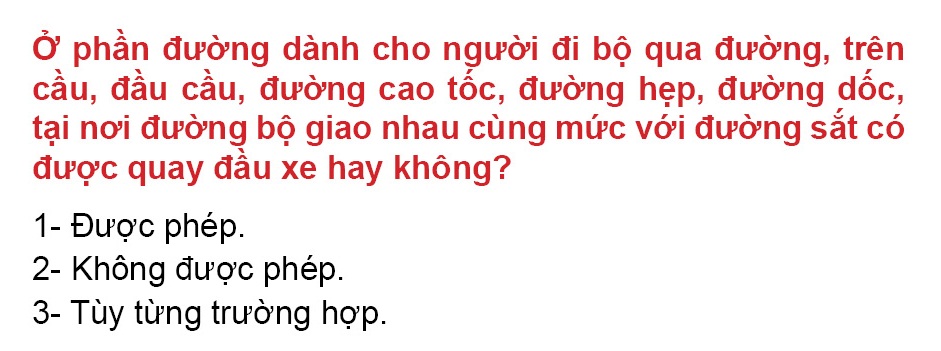 Ở phần đường dành cho người đi bộ qua đường, trên
cầu, đầu cầu, đường cao tốc, đường hẹp, đường dốc,
tại nơi đường bộ giao nhau cùng mức với đường sắt có
được quay đầu xe hay không?
1- Được phép.
2- Không được phép.
3- Tùy từng trường hợp.